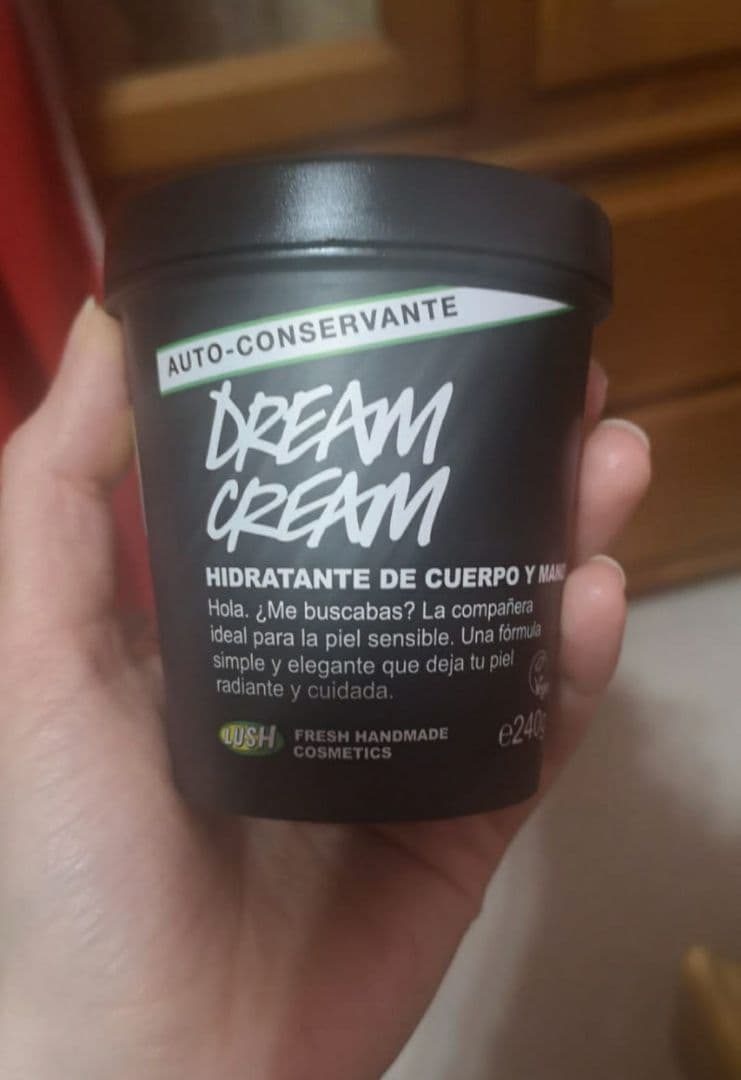 AUTO-CONSERVANTE
DREAM
CREAM
HIDRATANTE DE CUERPO Y
Hola. ¿Me buscabas? La compañera
ideal para la piel sensible. Una fórmula
simple y elegante que deja tu piel
radiante y cuidada.
LUSH
FRESH HANDMADE
COSMETICS
e240g